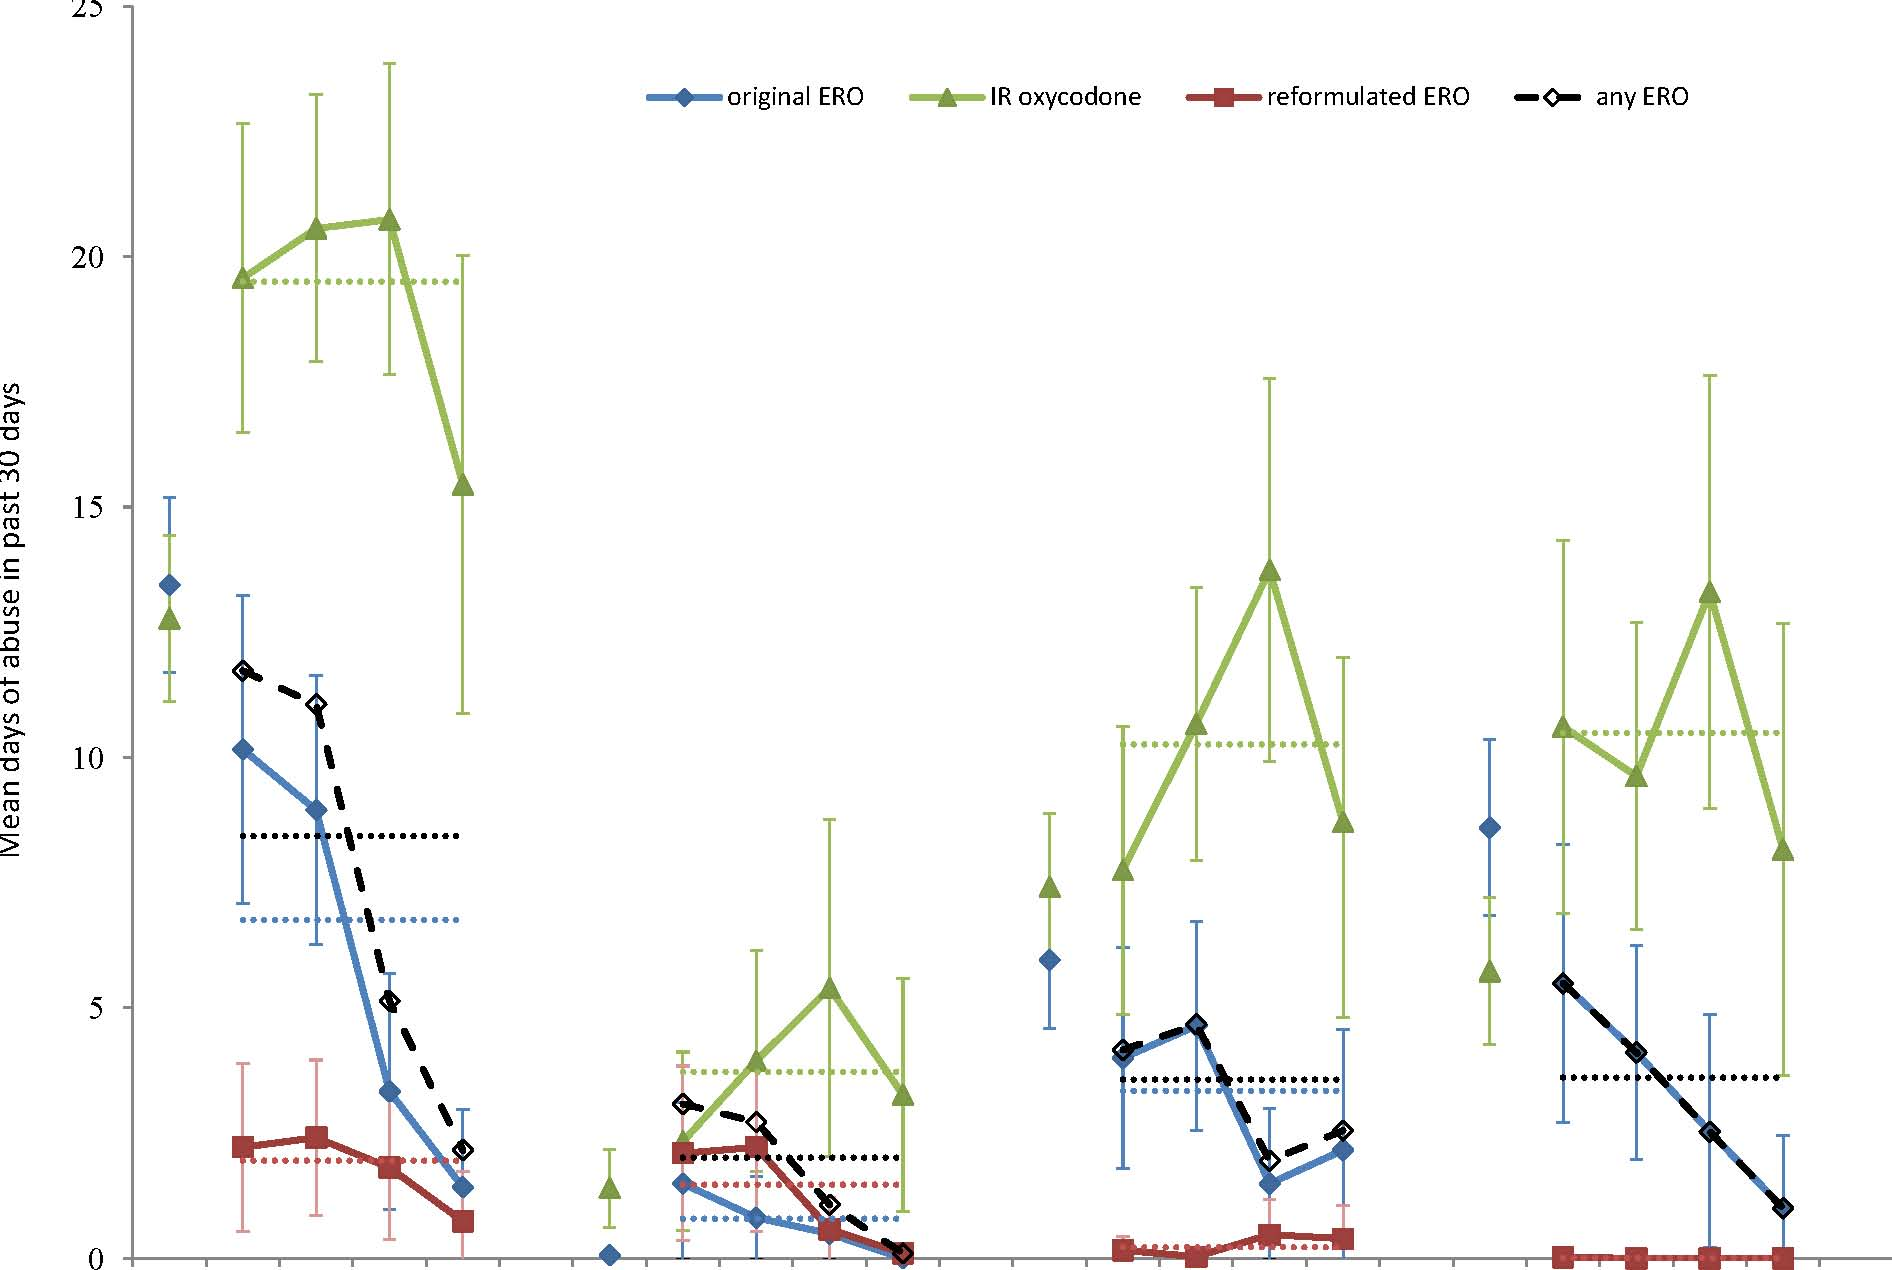 25
original ERO
IR oxycodone
reformulated ERO
any ERO
20
15
10
5
0
Mean days of abuse in past 30 days